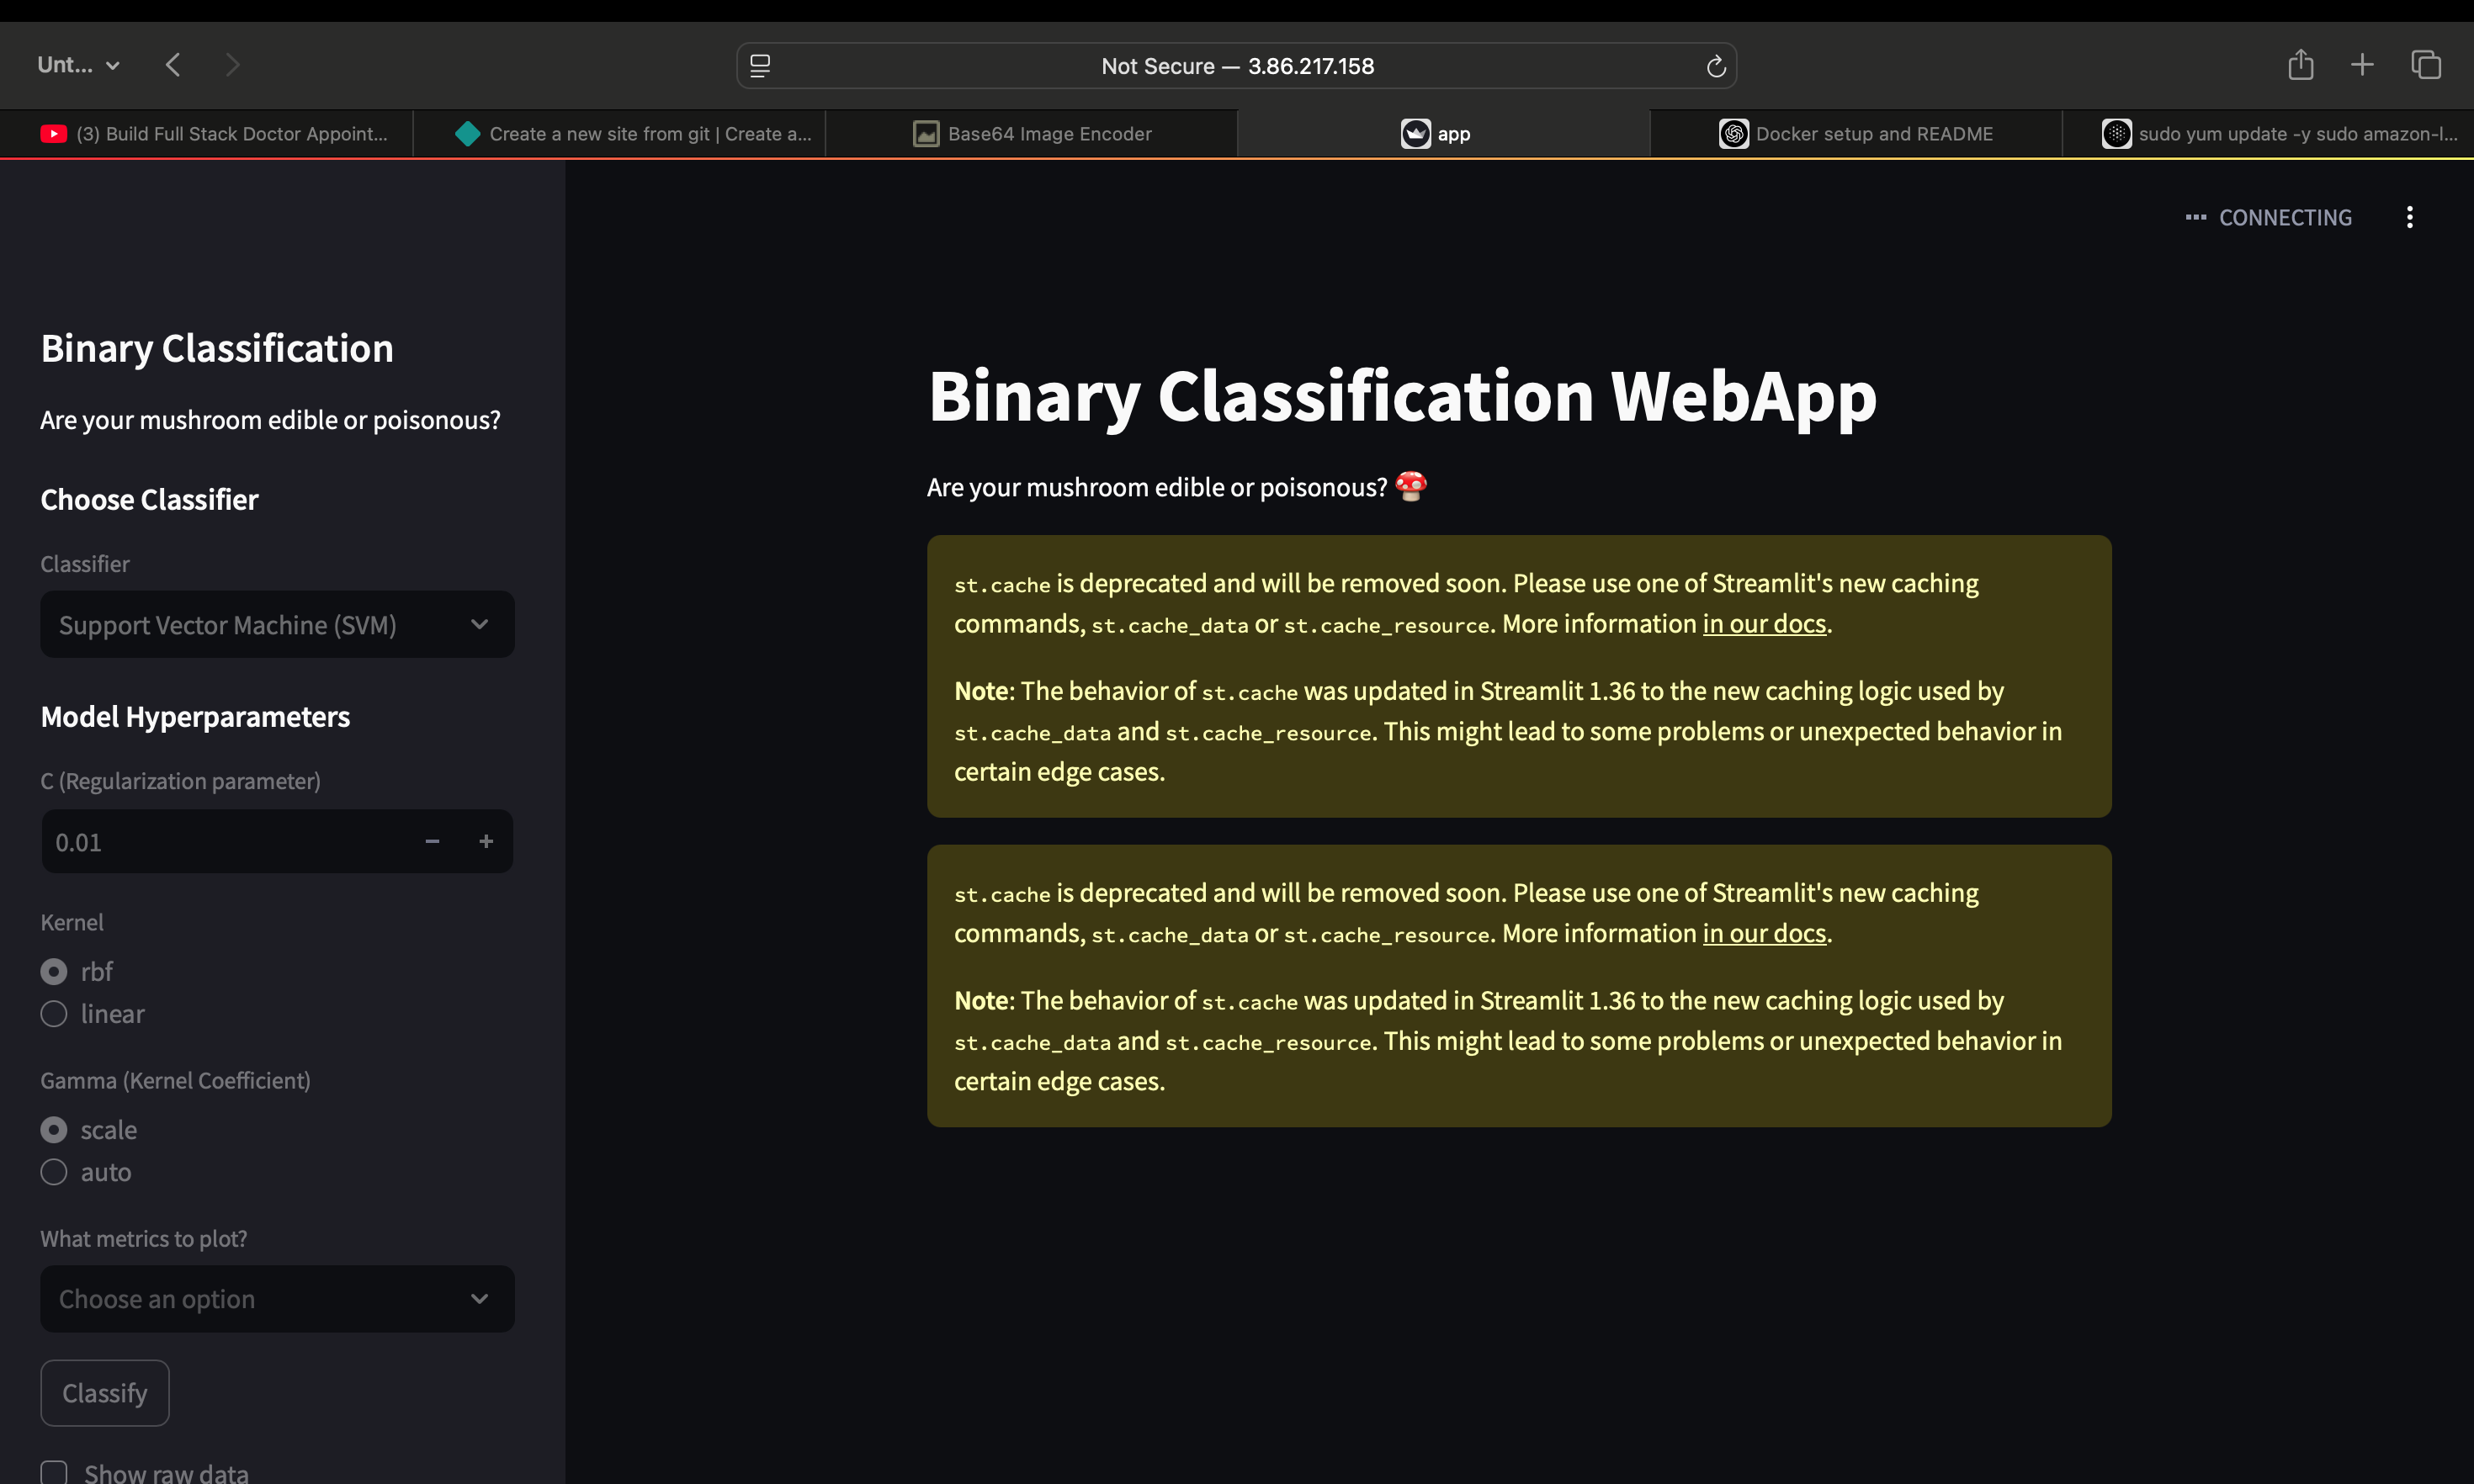 Unt...
Not Secure — 3.86.217.158
(3) Build Full Stack Doctor Appoint...
Create a new site from git | Create a...
Base64 Image Encoder
app
Docker setup and README
sudo yum update -y sudo amazon-l...
CONNECTING
Binary Classification
Are your mushroom edible or poisonous?
Choose Classifier
Classifier
Support Vector Machine (SVM)
Model Hyperparameters
C (Regularization parameter)
0.01
Kernel
rbf
linear
Gamma (Kernel Coefficient)
scale
auto
What metrics to plot?
Choose an option
Classify
Show raw data
Binary Classification WebApp
Are your mushroom edible or poisonous? 🍄
st.cache is deprecated and will be removed soon. Please use one of Streamlit's new caching
commands, st.cache_data or st.cache_resource. More information in our docs.
Note: The behavior of st.cache was updated in Streamlit 1.36 to the new caching logic used by
st.cache_data and st.cache_resource. This might lead to some problems or unexpected behavior in
certain edge cases.
st.cache is deprecated and will be removed soon. Please use one of Streamlit's new caching
commands, st.cache_data or st.cache_resource. More information in our docs.
Note: The behavior of st.cache was updated in Streamlit 1.36 to the new caching logic used by
st.cache_data and st.cache_resource. This might lead to some problems or unexpected behavior in
certain edge cases.